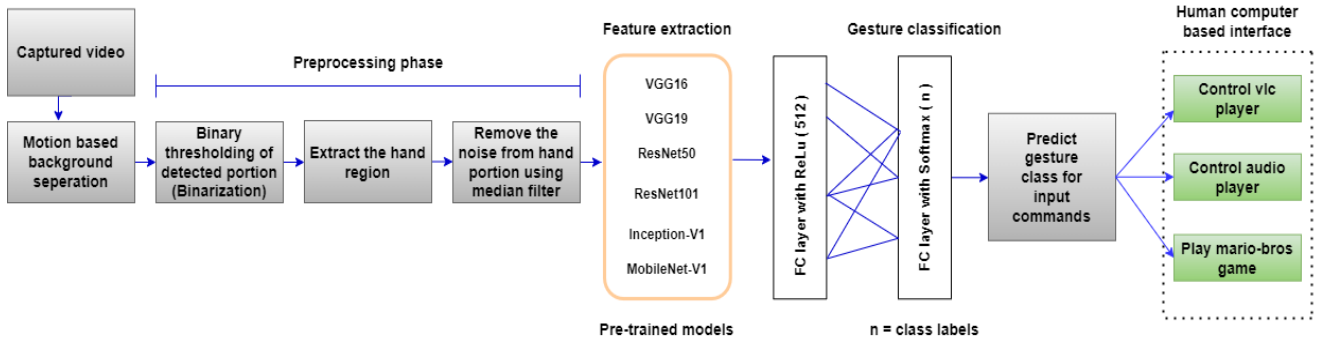 Captured video
Motion based
background
seperation
Preprocessing phase
Binary
thresholding of
detected portion
(Binarization)
Extract the hand
region
Remove the
noise from hand
portion using
median filter
Feature extraction
VGG16
VGG19
ResNet50
ResNet101
Inception-V1
MobileNet-V1
Pre-trained models
Gesture classification
FC layer with ReLu ( 512 )
FC layer with Softmax ( n )
n = class labels
Predict
gesture
class for
input
commands
Human computer
based interface
Control vlc
player
Control audio
player
Play mario-bros
game